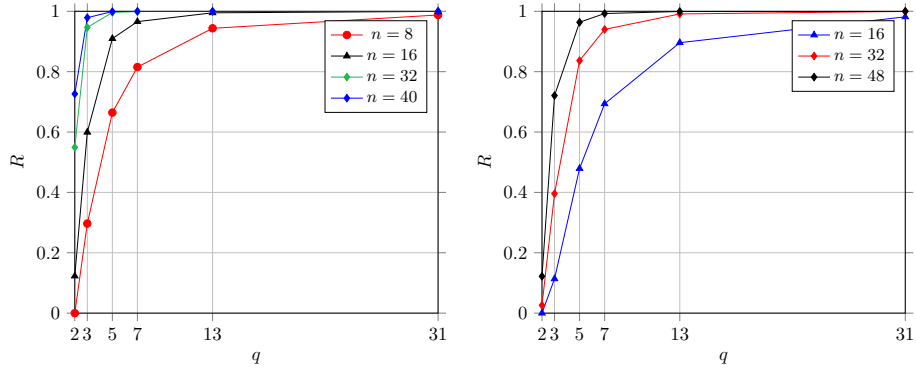 1
0.8
0.6
0.4
0.2
0
R
2 3 5 7 13 31
q
n = 8
n = 16
n = 32
n = 40
1
0.8
0.6
0.4
0.2
0
R
2 3 5 7 13 31
q
n = 16
n = 32
n = 48